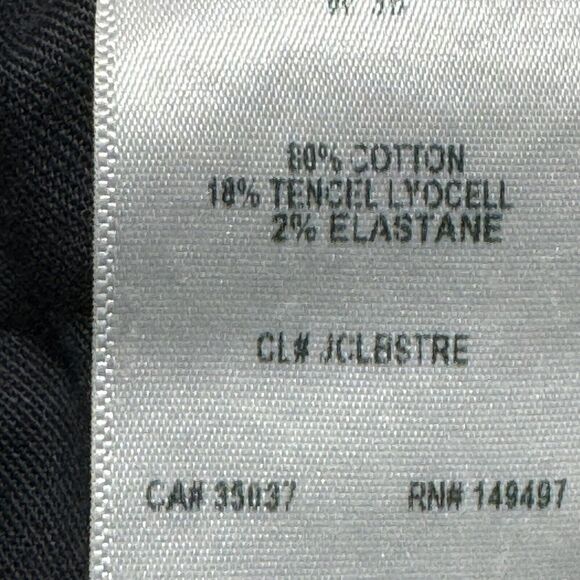 80% COTTON
18% TENCEL LYOCELL
2% ELASTANE
CL# JCLBSTRE
CA# 35037 RN# 149497